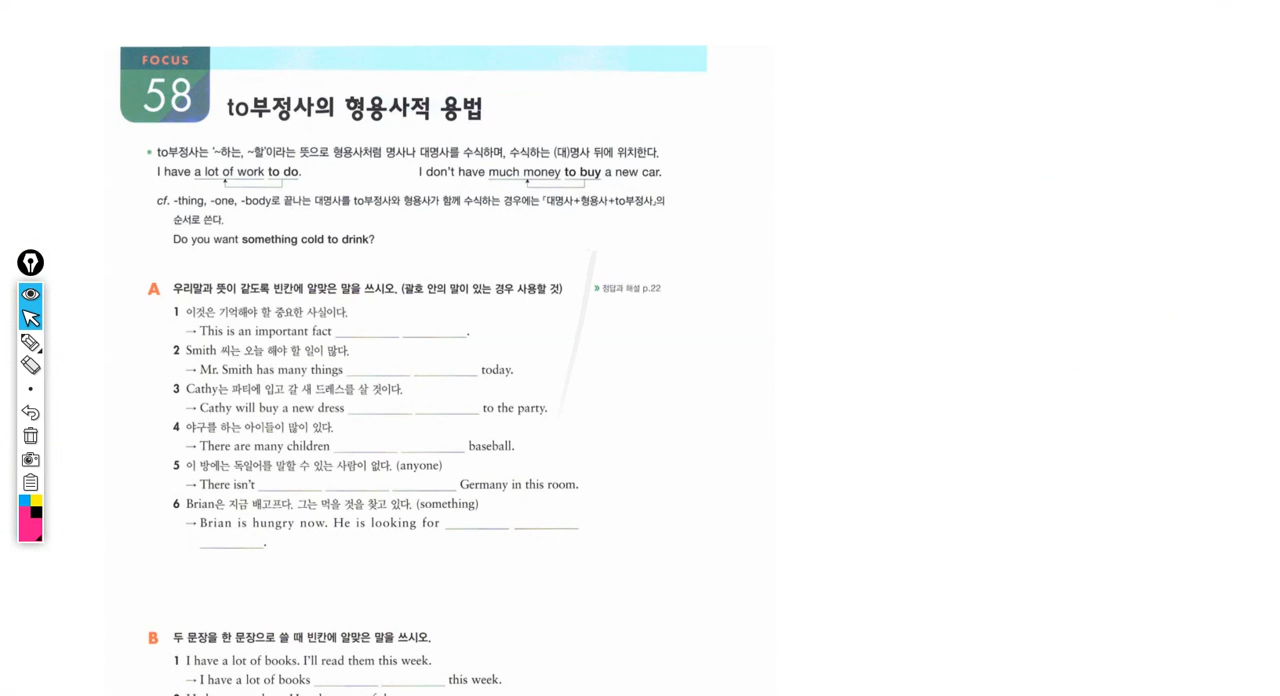 FOCUS
58
to부정사의 형용사적 용법
• to부정사는 '~하는, ~할'이라는 뜻으로 형용사처럼 명사나 대명사를 수식하며, 수식하는 (대)명사 뒤에 위치한다.
I have a lot of work to do. I don't have much money to buy a new car.
cf. -thing, -one, -body로 끝나는 대명사를 to부정사와 형용사가 함께 수식하는 경우에는 「대명사+형용사+to부정사」의
순서로 쓴다.
Do you want something cold to drink?
A 우리말과 뜻이 같도록 빈칸에 알맞은 말을 쓰시오. (괄호 안의 말이 있는 경우 사용할 것) » 정답과 해설 p.22
1 이것은 기억해야 할 중요한 사실이다.
→ This is an important fact ________ ________.
2 Smith 씨는 오늘 해야 할 일이 많다.
→ Mr. Smith has many things ________ ________ today.
3 Cathy는 파티에 입고 갈 새 드레스를 살 것이다.
→ Cathy will buy a new dress ________ ________ to the party.
4 야구를 하는 아이들이 많이 있다.
→ There are many children ________ ________ baseball.
5 이 방에는 독일어를 말할 수 있는 사람이 없다. (anyone)
→ There isn't ________ ________ ________ Germany in this room.
6 Brian은 지금 배고프다. 그는 먹을 것을 찾고 있다. (something)
→ Brian is hungry now. He is looking for ________ ________
________.
B 두 문장을 한 문장으로 쓸 때 빈칸에 알맞은 말을 쓰시오.
1 I have a lot of books. I'll read them this week.
→ I have a lot of books ________ ________ this week.